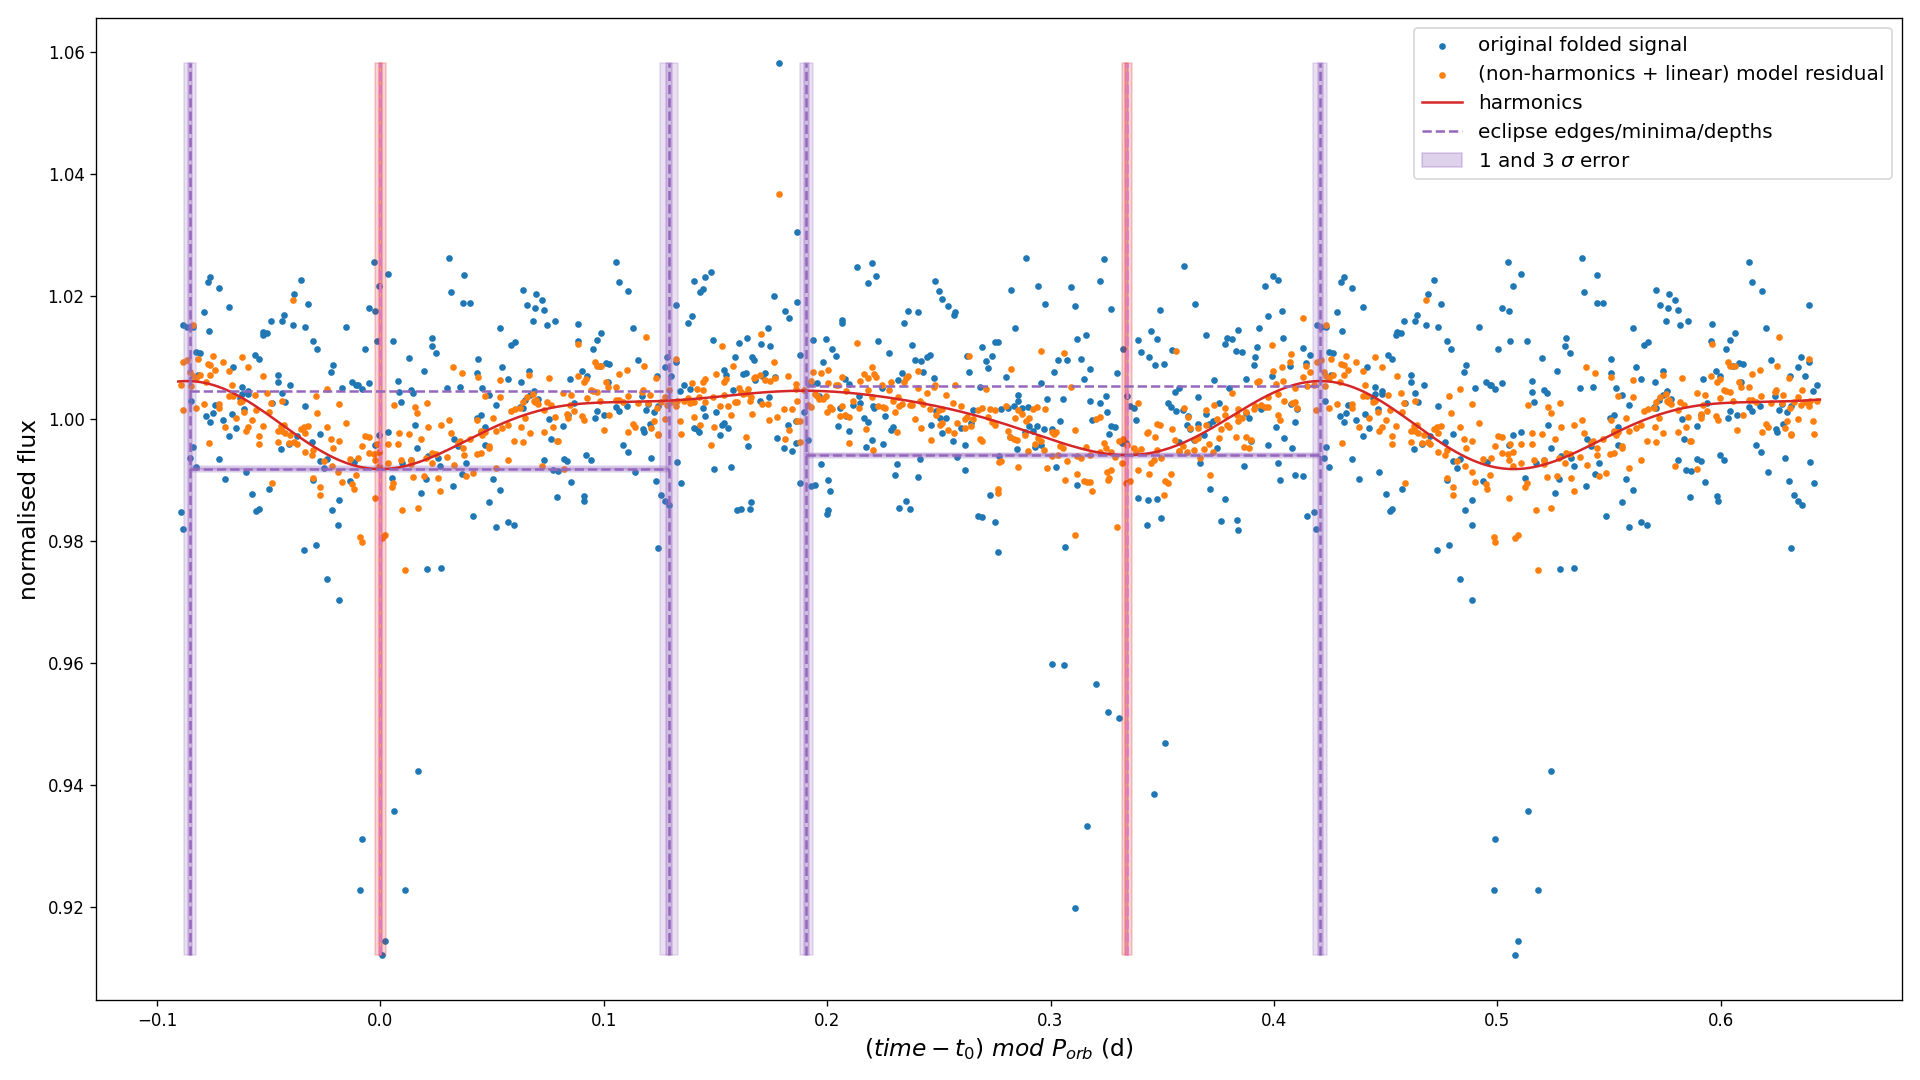 original folded signal
(non-harmonics + linear) model residual
harmonics
eclipse edges/minima/depths
1 and 3 σ error
normalised flux
1.06
1.04
1.02
1.00
0.98
0.96
0.94
0.92
−0.1
0.0
0.1
0.2
0.3
0.4
0.5
0.6
(time − t₀) mod P_orb (d)